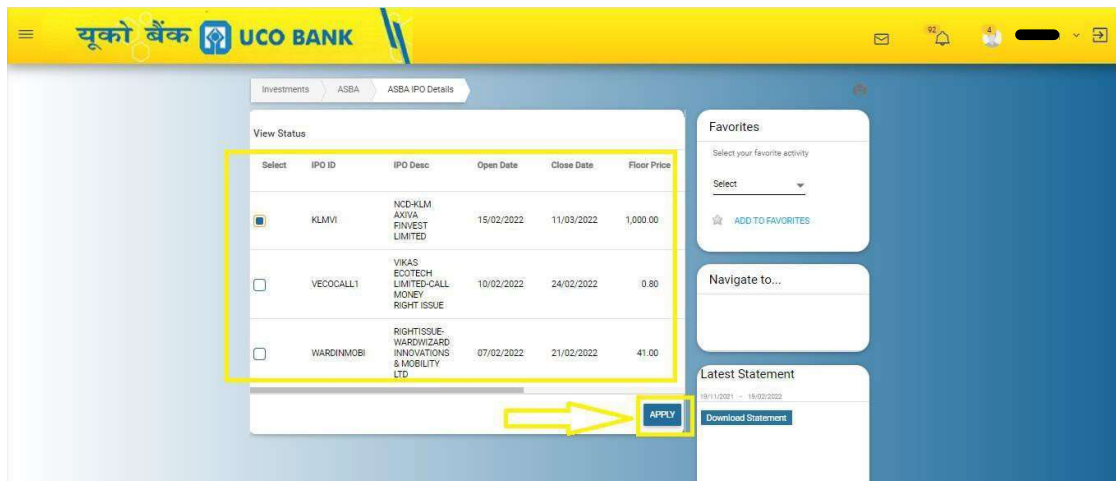 यूको बैंक UCO BANK
92
4
Investments ASBA ASBA IPO Details
View Status
Select IPO ID IPO Desc Open Date Close Date Floor Price
KLMVI NCD-KLM AXIVA FINVEST LIMITED 15/02/2022 11/03/2022 1,000.00
VECOCALL1 VIKAS ECOTECH LIMITED-CALL MONEY RIGHT ISSUE 10/02/2022 24/02/2022 0.80
WARDINMOBI RIGHTISSUE-WARDWIZARD INNOVATIONS & MOBILITY LTD 07/02/2022 21/02/2022 41.00
APPLY
Favorites
Select your favorite activity
Select
ADD TO FAVORITES
Navigate to...
Latest Statement
19/11/2021 - 19/02/2022
Download Statement